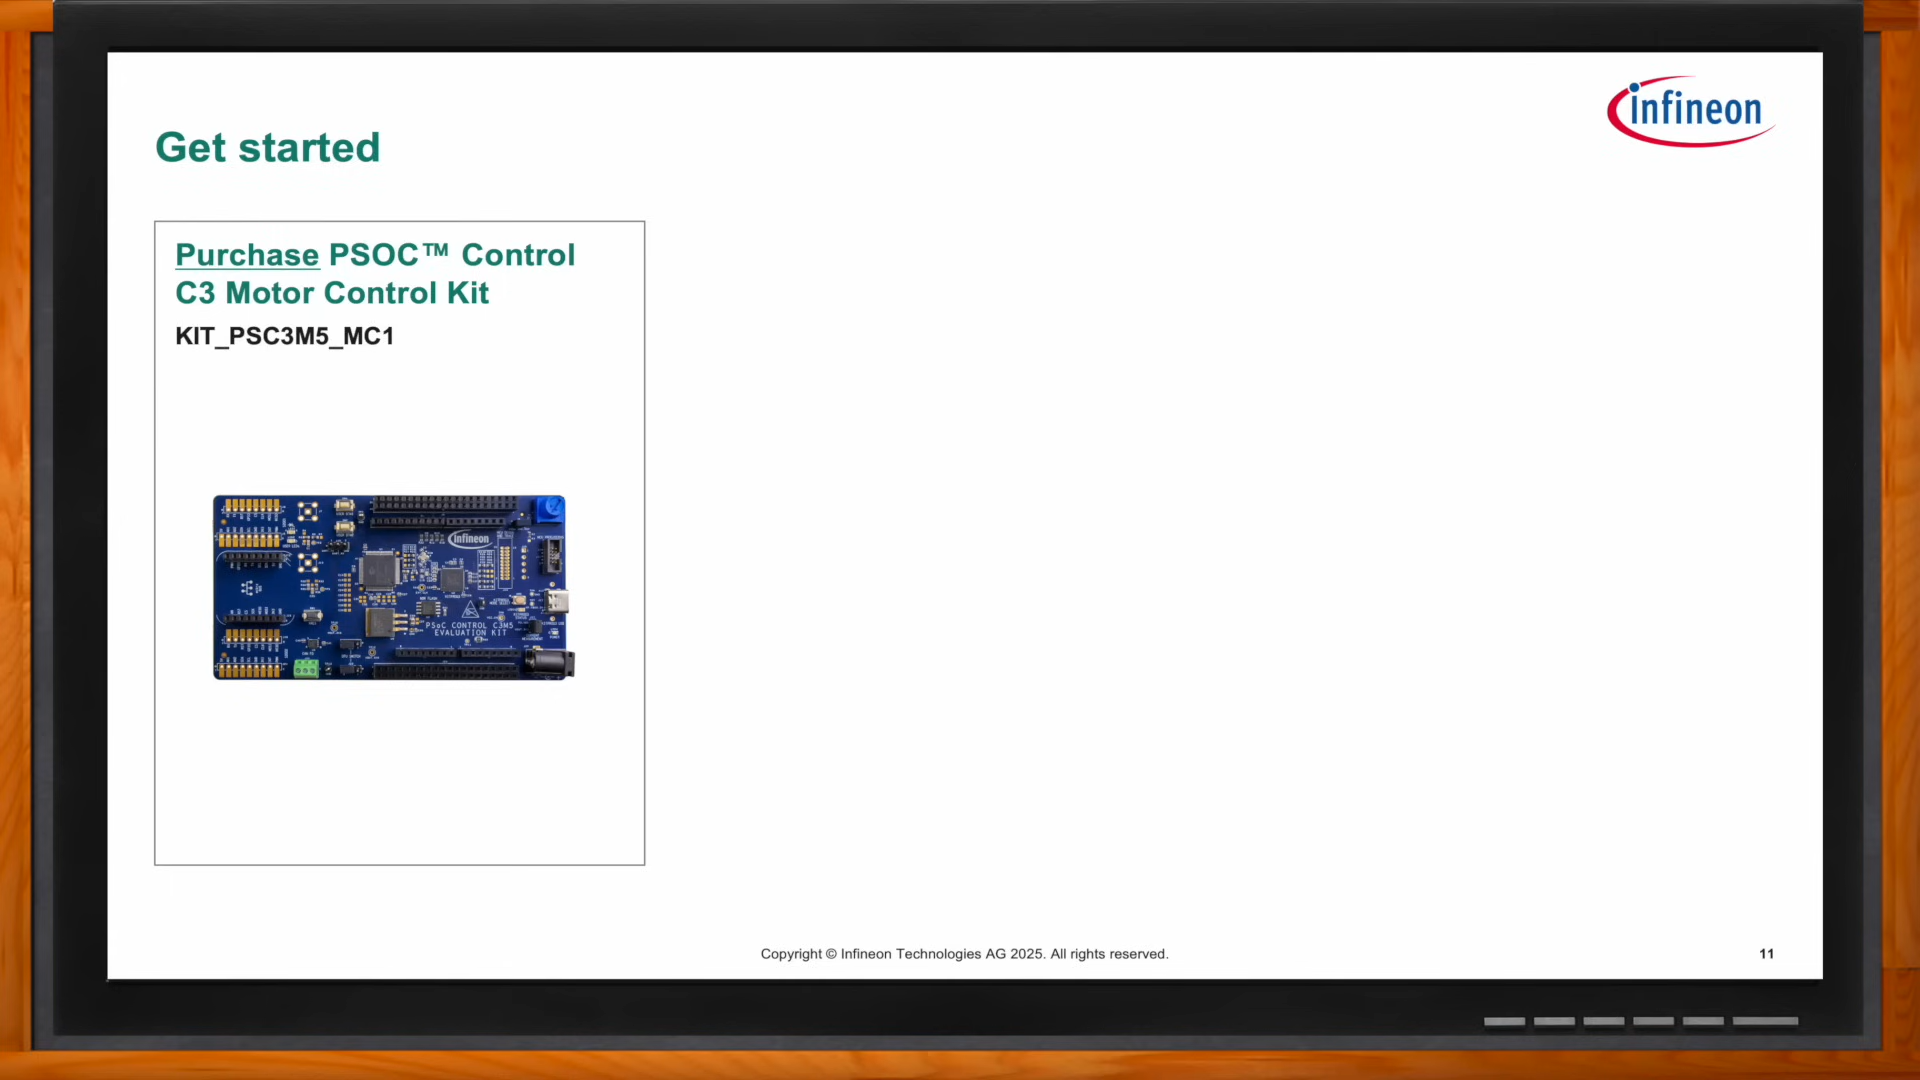 infineon
Get started
Purchase PSOC™ Control
C3 Motor Control Kit
KIT_PSC3M5_MC1
infineon
PSoC CONTROL C3M5
EVALUATION KIT
Copyright © Infineon Technologies AG 2025. All rights reserved.
11